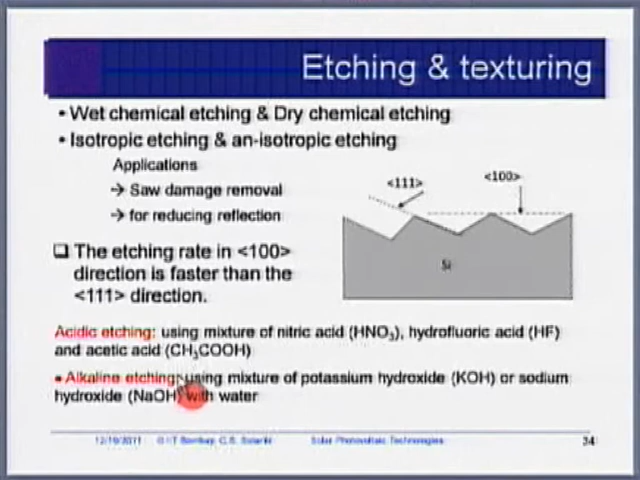 Etching & texturing
• Wet chemical etching & Dry chemical etching
• Isotropic etching & an-isotropic etching
Applications
→ Saw damage removal
→ for reducing reflection
<111>
<100>
❑ The etching rate in <100>
direction is faster than the
<111> direction.
Si
Acidic etching: using mixture of nitric acid (HNO₃), hydrofluoric acid (HF)
and acetic acid (CH₃COOH)
• Alkaline etching: using mixture of potassium hydroxide (KOH) or sodium
hydroxide (NaOH) with water
12/19/2011 © IIT Bombay, C.S. Solanki Solar Photovoltaic Technologies 34